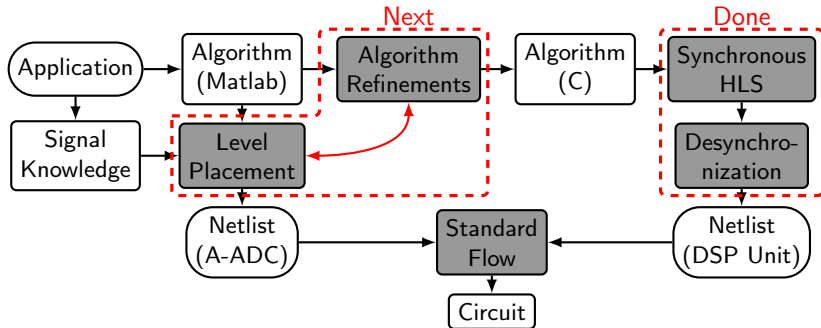 Next
Done
Application
Algorithm
(Matlab)
Algorithm
Refinements
Algorithm
(C)
Synchronous
HLS
Signal
Knowledge
Level
Placement
Desynchro-
nization
Netlist
(A-ADC)
Standard
Flow
Netlist
(DSP Unit)
Circuit